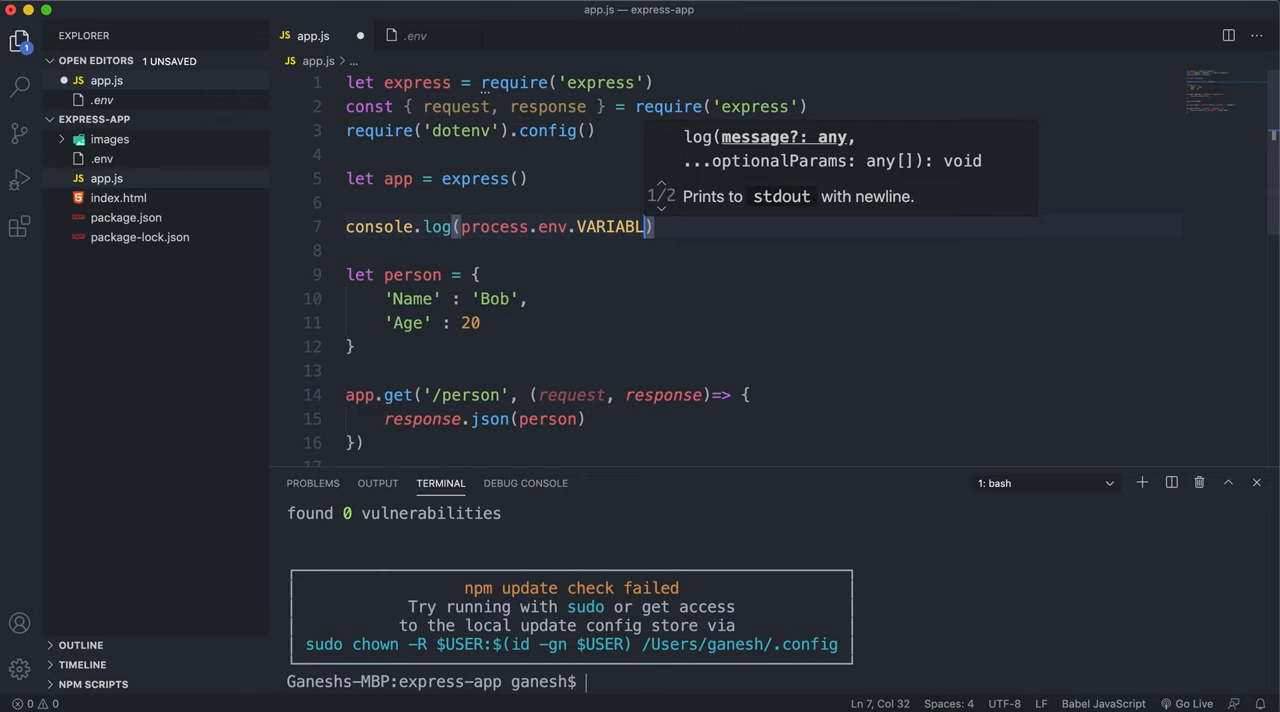 app.js — express-app
EXPLORER
OPEN EDITORS 1 UNSAVED
JS app.js
.env
EXPRESS-APP
images
.env
JS app.js
index.html
package.json
package-lock.json
OUTLINE
TIMELINE
NPM SCRIPTS
1
JS app.js
.env
JS app.js > ...
1 let express = require('express')
2 const { request, response } = require('express')
3 require('dotenv').config()
4
5 let app = express()
6
7 console.log(process.env.VARIABL)
8
9 let person = {
10 'Name' : 'Bob',
11 'Age' : 20
12 }
13
14 app.get('/person', (request, response)=> {
15 response.json(person)
16 })
17
log(message?: any,
...optionalParams: any[]): void
1/2 Prints to stdout with newline.
PROBLEMS OUTPUT TERMINAL DEBUG CONSOLE
1: bash
found 0 vulnerabilities
npm update check failed
Try running with sudo or get access
to the local update config store via
sudo chown -R $USER:$(id -gn $USER) /Users/ganesh/.config
Ganeshs-MBP:express-app ganesh$
0 0
Ln 7, Col 32 Spaces: 4 UTF-8 LF Babel JavaScript Go Live